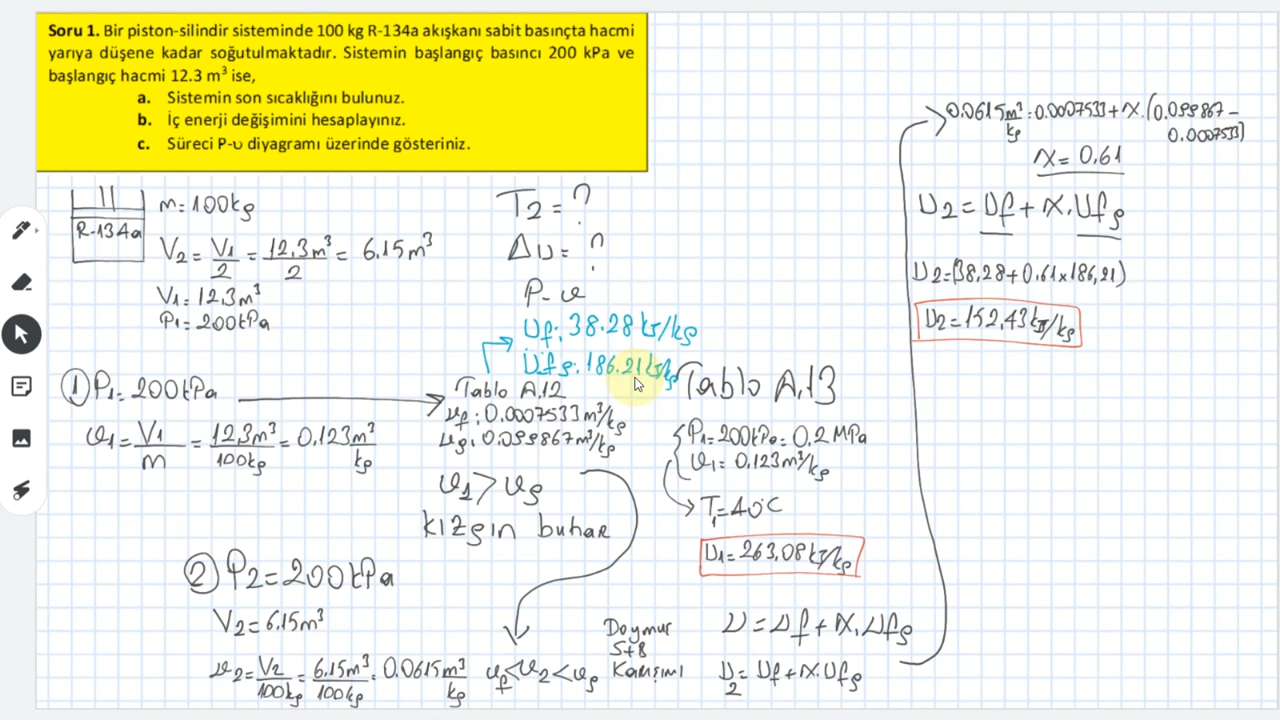 Soru 1. Bir piston-silindir sisteminde 100 kg R-134a akışkanı sabit basınçta hacmi
yarıya düşene kadar soğutulmaktadır. Sistemin başlangıç basıncı 200 kPa ve
başlangıç hacmi 12.3 m³ ise,
a. Sistemin son sıcaklığını bulunuz.
b. İç enerji değişimini hesaplayınız.
c. Süreci P-υ diyagramı üzerinde gösteriniz.
R-134a
m=100kg
V2 = V1/2 = 12,3m³/2 = 6.15m³
V1=12,3m³
P1=200kPa
T2 = ?
ΔU = ?
P-υ
Uf: 38.28 kJ/kg
Ufg: 186.21 kJ/kg
① P1=200kPa
υ1 = V1/m = 12,3m³/100kg = 0.123 m³/kg
Tablo A.12
υf: 0.0007533 m³/kg
υg: 0.099867 m³/kg
υ1 > υg
kızgın buhar
② P2=200kPa
V2=6.15m³
υ2 = V2/100kg = 6.15m³/100kg = 0.0615 m³/kg
υf < υ2 < υg
Doymuş
S+B
Karışımı
Tablo A.13
P1=200kPa=0.2 MPa
υ1=0.123m³/kg
T1=40°C
U1=263,08 kJ/kg
υ = υf + x.υfg
U2 = Uf + x.Ufg
0.0615 m³/kg = 0.0007533 + x.(0.099867 -
0.0007533)
x = 0.61
U2 = Uf + x.Ufg
U2=(38,28+0.61x186,21)
U2=152,43 kJ/kg